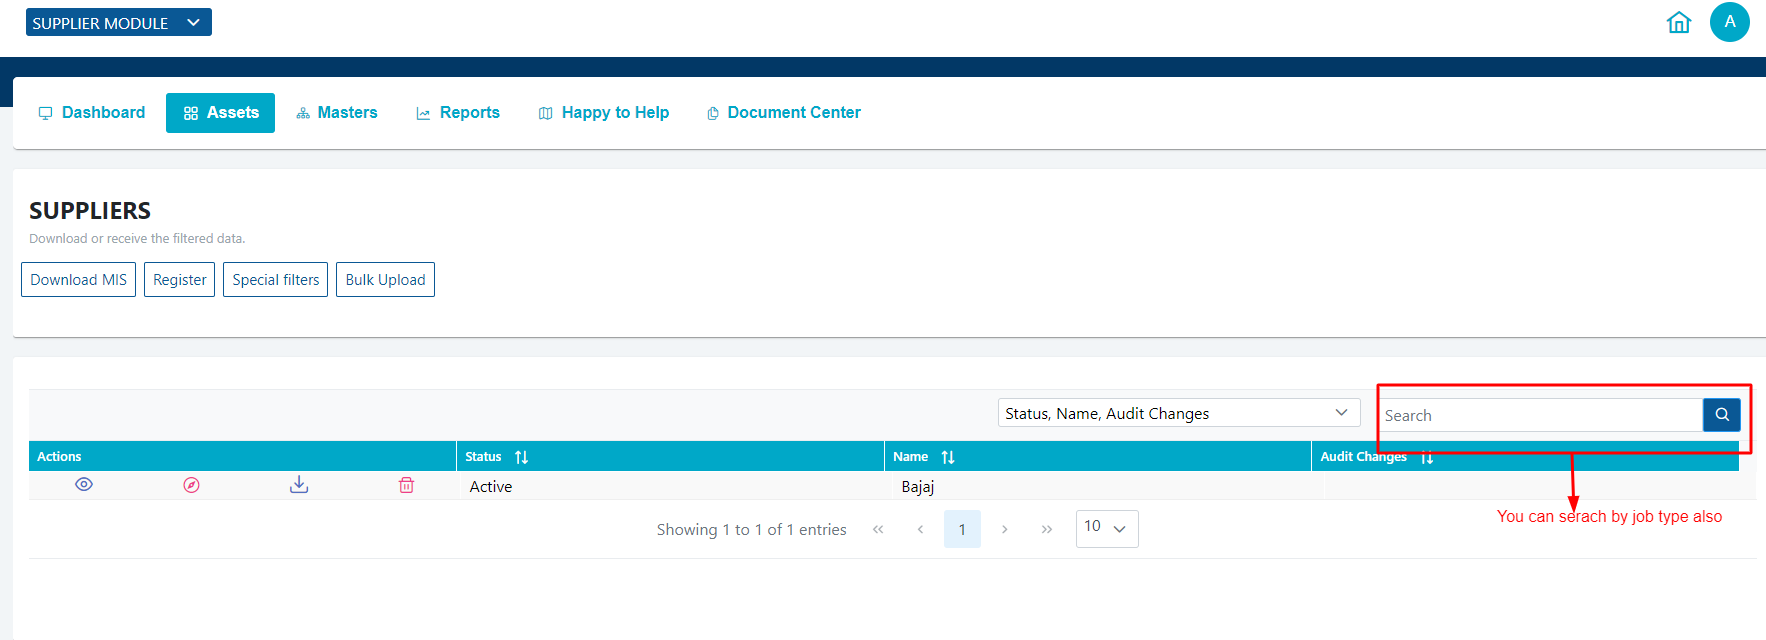 SUPPLIER MODULE
A
Dashboard Assets Masters Reports Happy to Help Document Center
SUPPLIERS
Download or receive the filtered data.
Download MIS Register Special filters Bulk Upload
Status, Name, Audit Changes Search
Actions Status Name Audit Changes
Active Bajaj
Showing 1 to 1 of 1 entries « ‹ 1 › » 10
You can serach by job type also